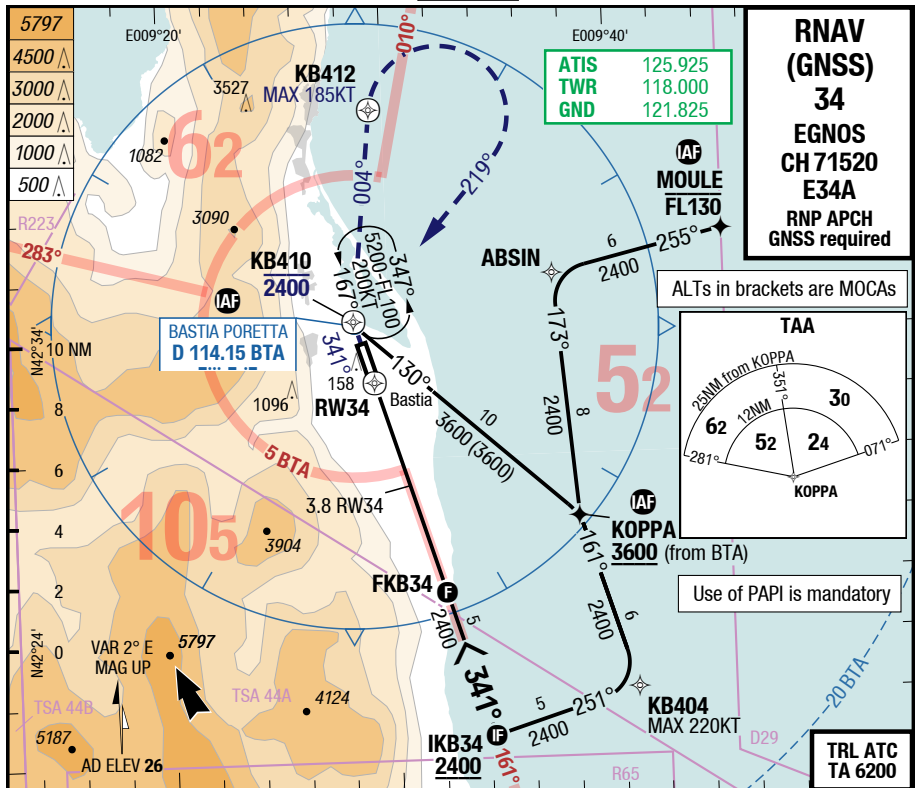 5797
4500
3000
2000
1000
500
E009°20'
E009°40'
ATIS 125.925
TWR 118.000
GND 121.825
RNAV
(GNSS)
34
EGNOS
CH 71520
E34A
RNP APCH
GNSS required
KB412
MAX 185KT
010°
3527
1082
62
3090
R223
283°
004°
219°
IAF
MOULE
FL130
255°
6
2400
ABSIN
KB410
2400
5200-FL100
200KT
347°
167°
IAF
BASTIA PORETTA
D 114.15 BTA
N42°34'
10 NM
341°
158
RW34
Bastia
1096
130°
10
3600 (3600)
173°
8
2400
52
ALTs in brackets are MOCAs
TAA
25NM from KOPPA
12NM
351°
62
52
30
24
281°
071°
KOPPA
8
6
4
2
0
5 BTA
3.8 RW34
105
3904
IAF
KOPPA
3600 (from BTA)
161°
6
2400
Use of PAPI is mandatory
FKB34
F
5
2400
N42°24'
VAR 2° E
MAG UP
5797
TSA 44A
TSA 44B
4124
5187
AD ELEV 26
341°
IF
IKB34
2400
161°
5
2400
251°
KB404
MAX 220KT
20 BTA
D29
R65
TRL ATC
TA 6200